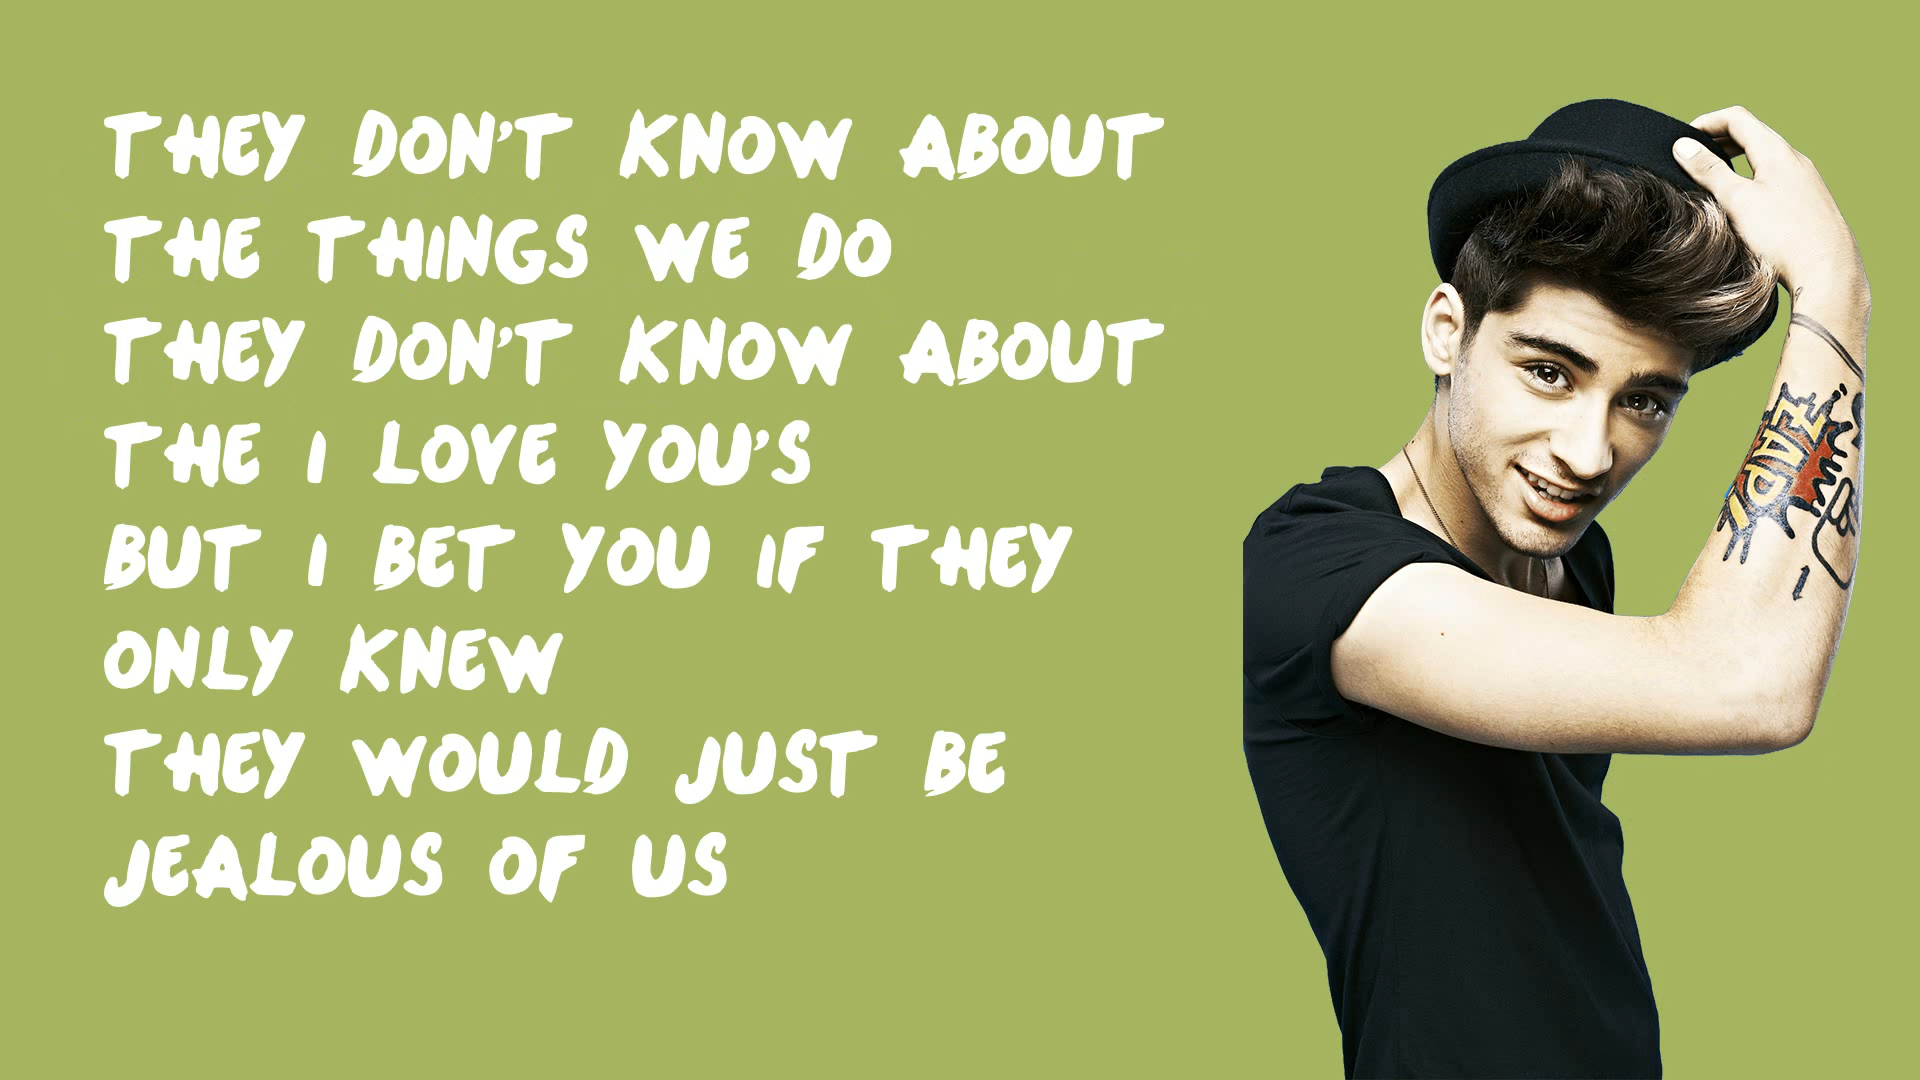 THEY DON'T KNOW ABOUT
THE THINGS WE DO
THEY DON'T KNOW ABOUT
THE I LOVE YOU'S
BUT I BET YOU IF THEY
ONLY KNEW
THEY WOULD JUST BE
JEALOUS OF US
ZAP!